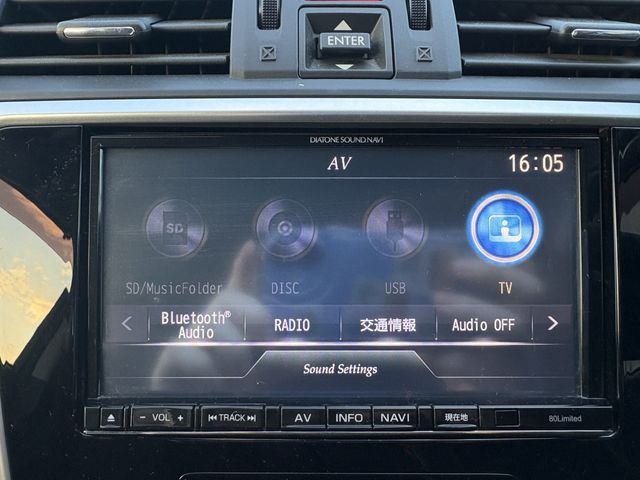 ENTER
DIATONE SOUND NAVI
AV
16:05
SD
SD/MusicFolder
DISC
USB
TV
Bluetooth®
Audio
RADIO
交通情報
Audio OFF
Sound Settings
- VOL +
TRACK
AV
INFO
NAVI
現在地
80Limited